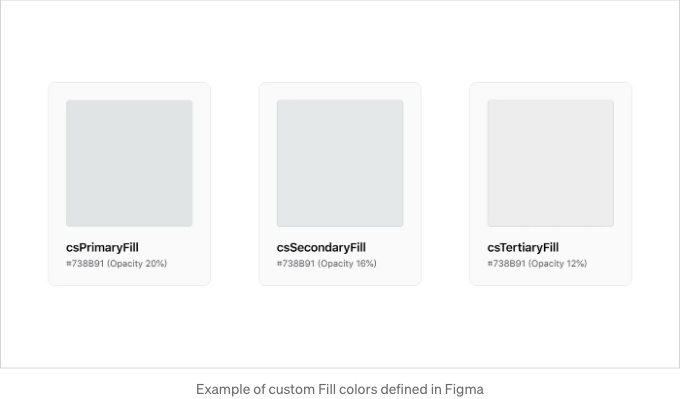 csPrimaryFill
#738B91 (Opacity 20%)
csSecondaryFill
#738B91 (Opacity 16%)
csTertiaryFill
#738B91 (Opacity 12%)
Example of custom Fill colors defined in Figma